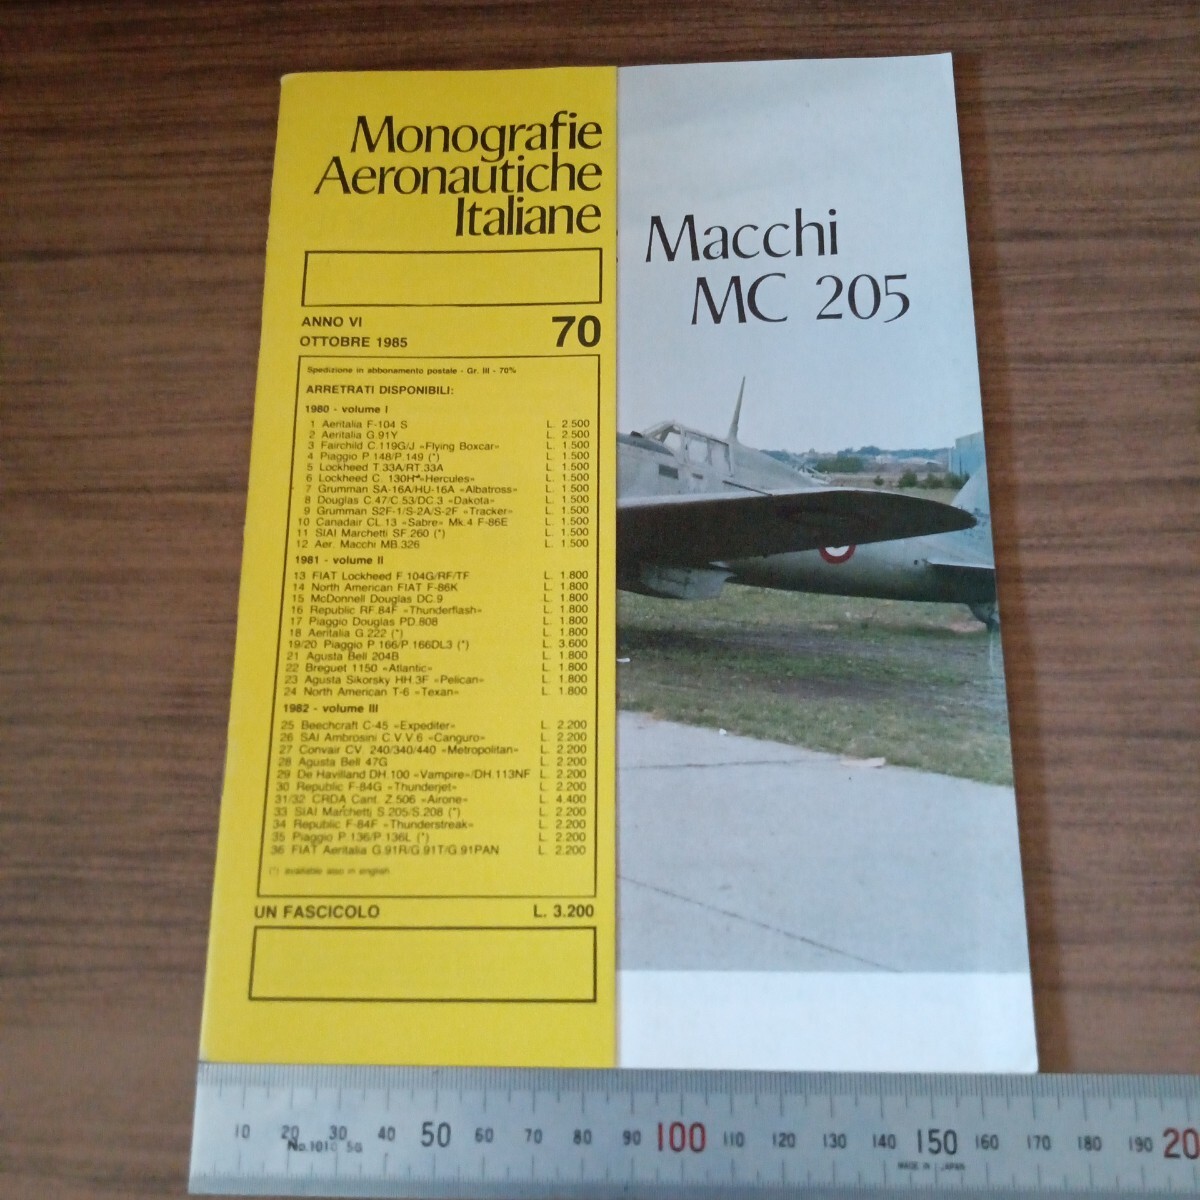 Monografie
Aeronautiche
Italiane
Macchi
MC 205
ANNO VI
OTTOBRE 1985
70
Spedizione in abbonamento postale - Gr. III - 70%
ARRETRATI DISPONIBILI:
1980 - volume I
1 Aeritalia F-104 S L. 2.500
2 Aeritalia G.91Y L. 2.500
3 Fairchild C.119G/J «Flying Boxcar» L. 1.500
4 Piaggio P.148/P.149 (*) L. 1.500
5 Lockheed T.33A/RT.33A L. 1.500
6 Lockheed C. 130H «Hercules» L. 1.500
7 Grumman SA-16A/HU-16A «Albatross» L. 1.500
8 Douglas C.47/C.53/DC.3 «Dakota» L. 1.500
9 Grumman S2F-1/S-2A/S-2F «Tracker» L. 1.500
10 Canadair CL.13 «Sabre» Mk.4 F-86E L. 1.500
11 SIAI Marchetti SF.260 (*) L. 1.500
12 Aer. Macchi MB.326 L. 1.500
1981 - volume II
13 FIAT Lockheed F.104G/RF/TF L. 1.800
14 North American FIAT F-86K L. 1.800
15 McDonnell Douglas DC.9 L. 1.800
16 Republic RF.84F «Thunderflash» L. 1.800
17 Piaggio Douglas PD.808 L. 1.800
18 Aeritalia G.222 (*) L. 1.800
19/20 Piaggio P.166/P.166DL3 (*) L. 3.600
21 Agusta Bell 204B L. 1.800
22 Breguet 1150 «Atlantic» L. 1.800
23 Agusta Sikorsky HH.3F «Pelican» L. 1.800
24 North American T-6 «Texan» L. 1.800
1982 - volume III
25 Beechcraft C-45 «Expediter» L. 2.200
26 SAI Ambrosini C.V.V.6 «Canguro» L. 2.200
27 Convair CV. 240/340/440 «Metropolitan» L. 2.200
28 Agusta Bell 47G L. 2.200
29 De Havilland DH.100 «Vampire»/DH.113NF L. 2.200
30 Republic F-84G «Thunderjet» L. 2.200
31/32 CRDA Cant. Z.506 «Airone» L. 4.400
33 SIAI Marchetti S.205/S.208 (*) L. 2.200
34 Republic F-84F «Thunderstreak» L. 2.200
35 Piaggio P.136/P.136L (*) L. 2.200
36 FIAT Aeritalia G.91R/G.91T/G.91PAN L. 2.200
(*) available also in english
UN FASCICOLO L. 3.200
10 20 30 40 50 60 70 80 90 100 110 120 130 140 150 160 170 180 190 20
No.1010 SG
MADE IN JAPAN